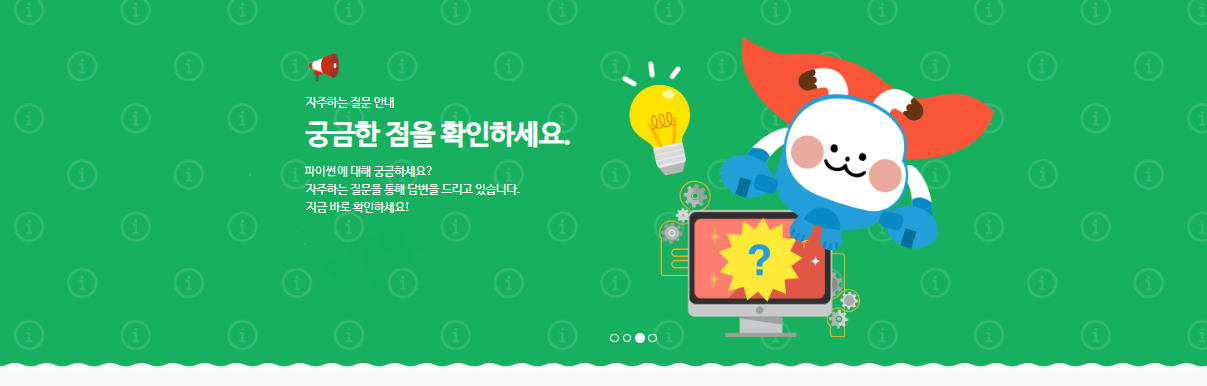 자주하는 질문 안내
궁금한 점을 확인하세요.
파이썬에 대해 궁금하세요?
자주하는 질문을 통해 답변을 드리고 있습니다.
지금 바로 확인하세요!
?